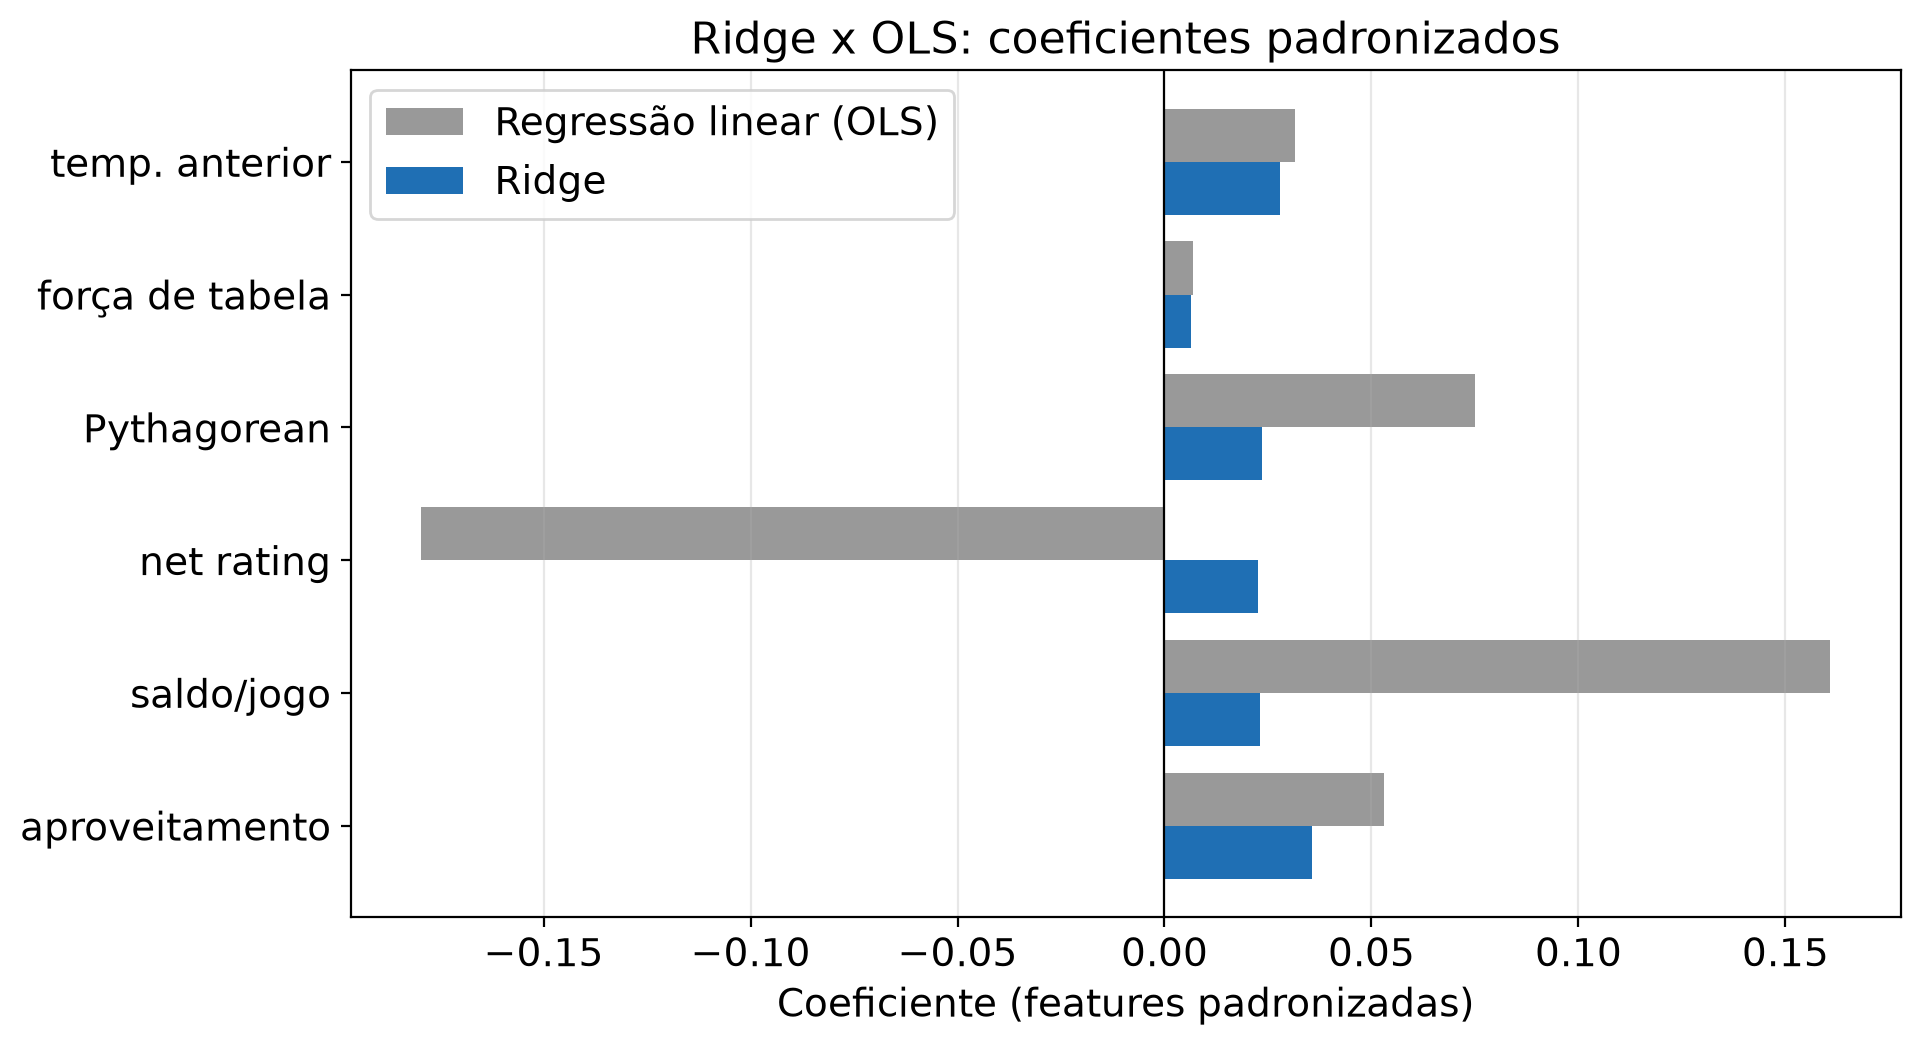 Ridge x OLS: coeficientes padronizados
Regressão linear (OLS)
Ridge
temp. anterior
força de tabela
Pythagorean
net rating
saldo/jogo
aproveitamento
−0.15
−0.10
−0.05
0.00
0.05
0.10
0.15
Coeficiente (features padronizadas)